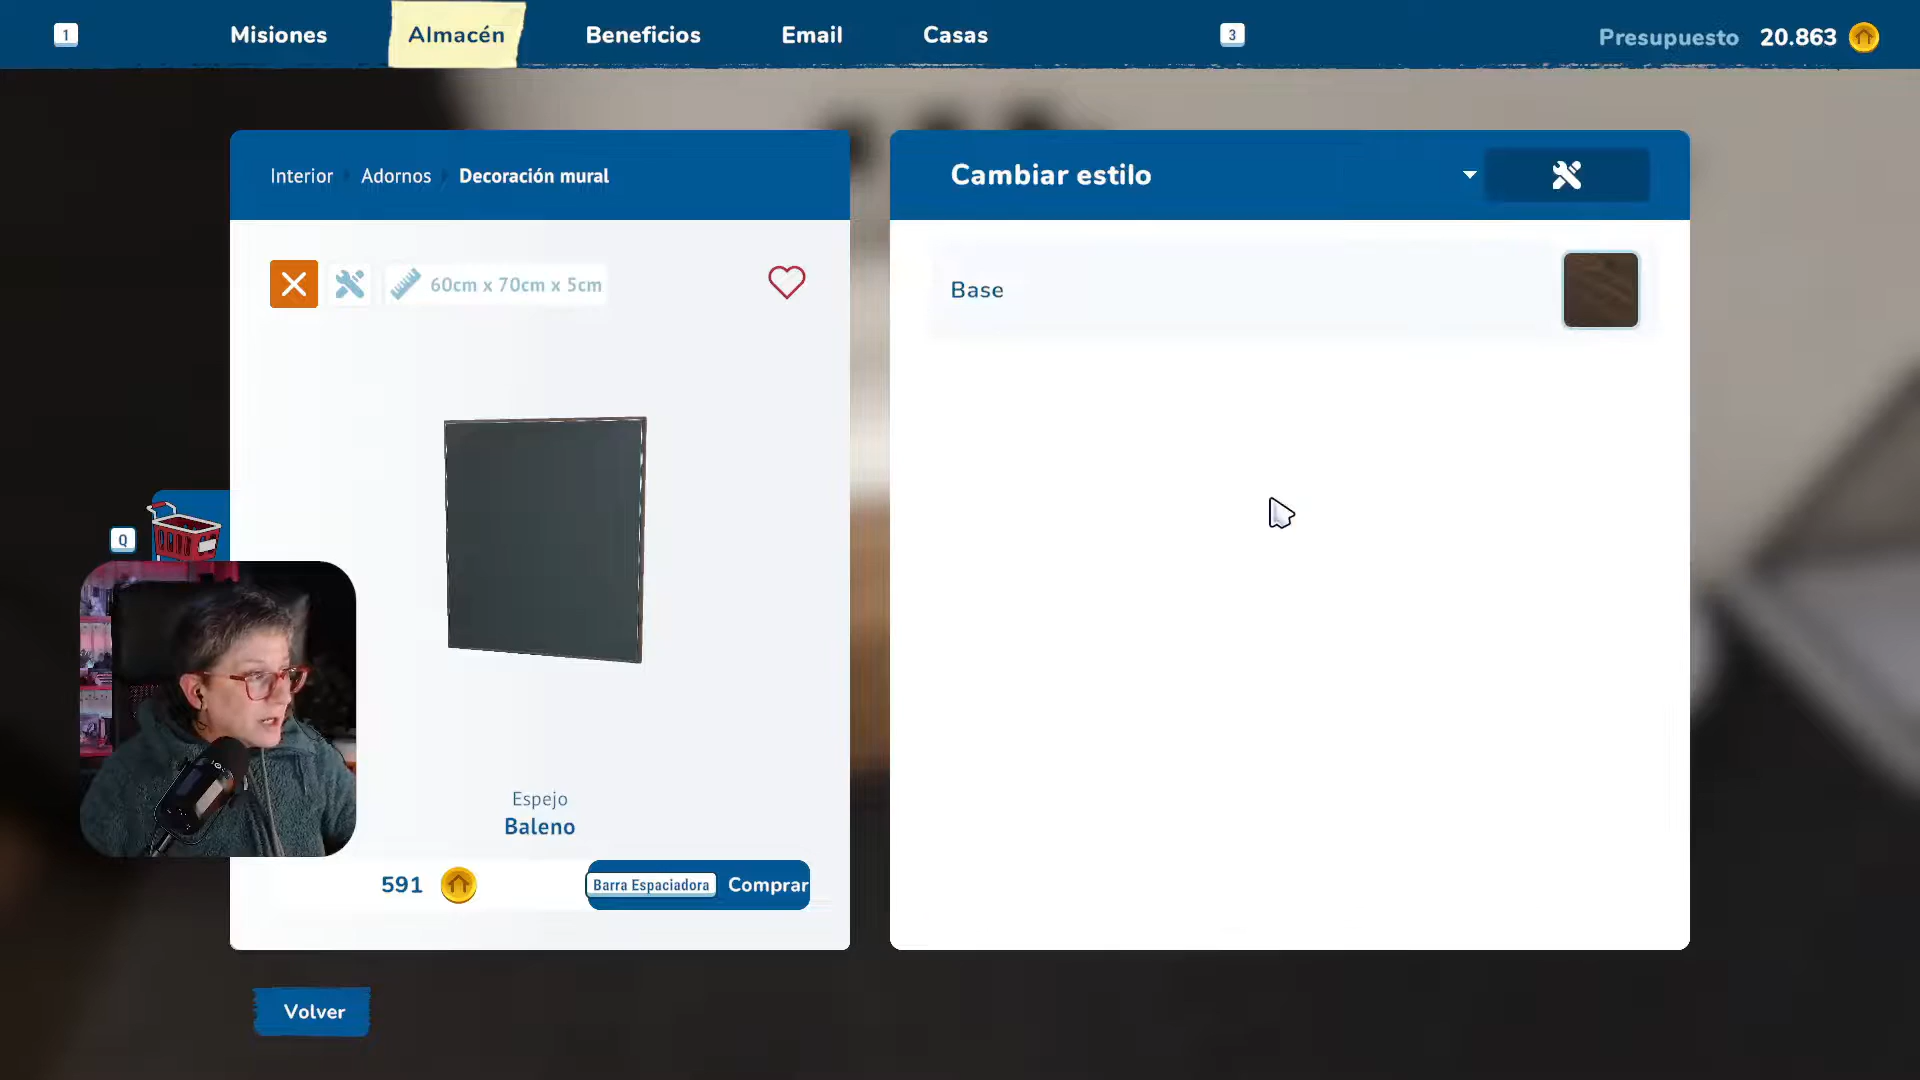 1
Misiones
Almacén
Beneficios
Email
Casas
3
Presupuesto 20.863
Interior / Adornos / Decoración mural
Cambiar estilo
60cm x 70cm x 5cm
Base
Q
Espejo
Baleno
591
Barra Espaciadora Comprar
Volver